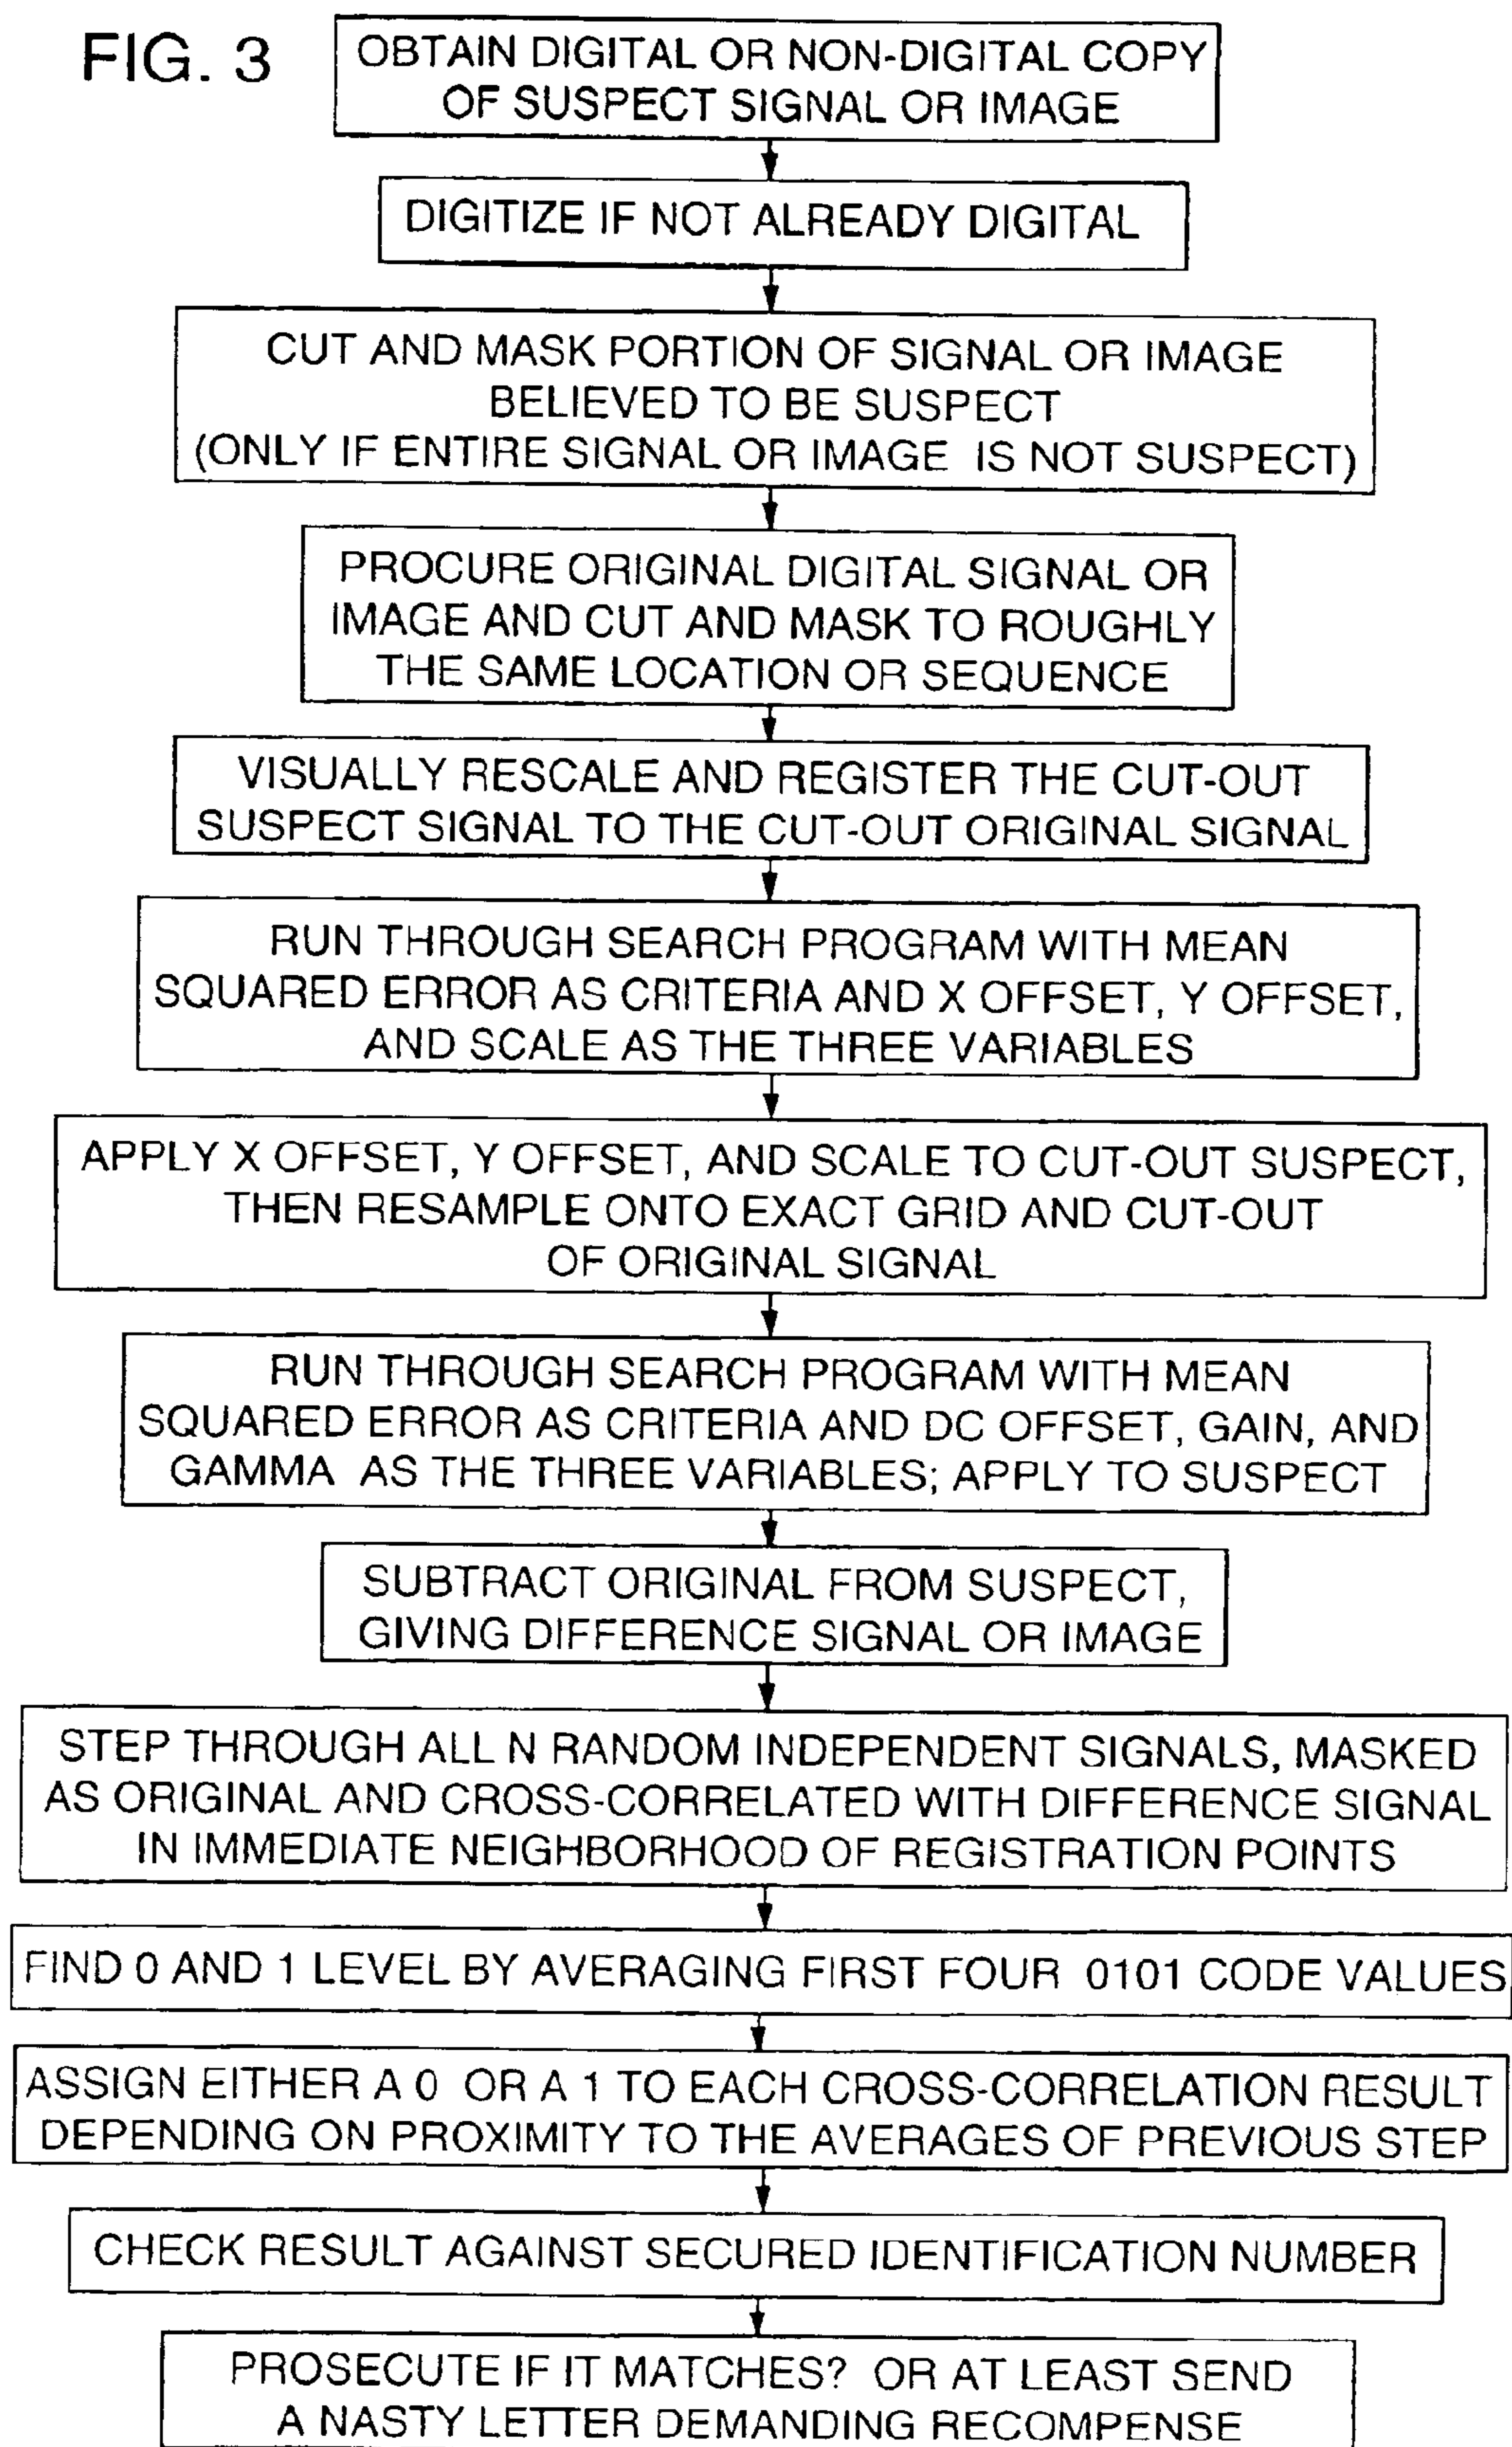 FIG. 3
OBTAIN DIGITAL OR NON-DIGITAL COPY
OF SUSPECT SIGNAL OR IMAGE
DIGITIZE IF NOT ALREADY DIGITAL
CUT AND MASK PORTION OF SIGNAL OR IMAGE
BELIEVED TO BE SUSPECT
(ONLY IF ENTIRE SIGNAL OR IMAGE IS NOT SUSPECT)
PROCURE ORIGINAL DIGITAL SIGNAL OR
IMAGE AND CUT AND MASK TO ROUGHLY
THE SAME LOCATION OR SEQUENCE
VISUALLY RESCALE AND REGISTER THE CUT-OUT
SUSPECT SIGNAL TO THE CUT-OUT ORIGINAL SIGNAL
RUN THROUGH SEARCH PROGRAM WITH MEAN
SQUARED ERROR AS CRITERIA AND X OFFSET, Y OFFSET,
AND SCALE AS THE THREE VARIABLES
APPLY X OFFSET, Y OFFSET, AND SCALE TO CUT-OUT SUSPECT,
THEN RESAMPLE ONTO EXACT GRID AND CUT-OUT
OF ORIGINAL SIGNAL
RUN THROUGH SEARCH PROGRAM WITH MEAN
SQUARED ERROR AS CRITERIA AND DC OFFSET, GAIN, AND
GAMMA AS THE THREE VARIABLES; APPLY TO SUSPECT
SUBTRACT ORIGINAL FROM SUSPECT,
GIVING DIFFERENCE SIGNAL OR IMAGE
STEP THROUGH ALL N RANDOM INDEPENDENT SIGNALS, MASKED
AS ORIGINAL AND CROSS-CORRELATED WITH DIFFERENCE SIGNAL
IN IMMEDIATE NEIGHBORHOOD OF REGISTRATION POINTS
FIND 0 AND 1 LEVEL BY AVERAGING FIRST FOUR 0101 CODE VALUES
ASSIGN EITHER A 0 OR A 1 TO EACH CROSS-CORRELATION RESULT
DEPENDING ON PROXIMITY TO THE AVERAGES OF PREVIOUS STEP
CHECK RESULT AGAINST SECURED IDENTIFICATION NUMBER
PROSECUTE IF IT MATCHES? OR AT LEAST SEND
A NASTY LETTER DEMANDING RECOMPENSE